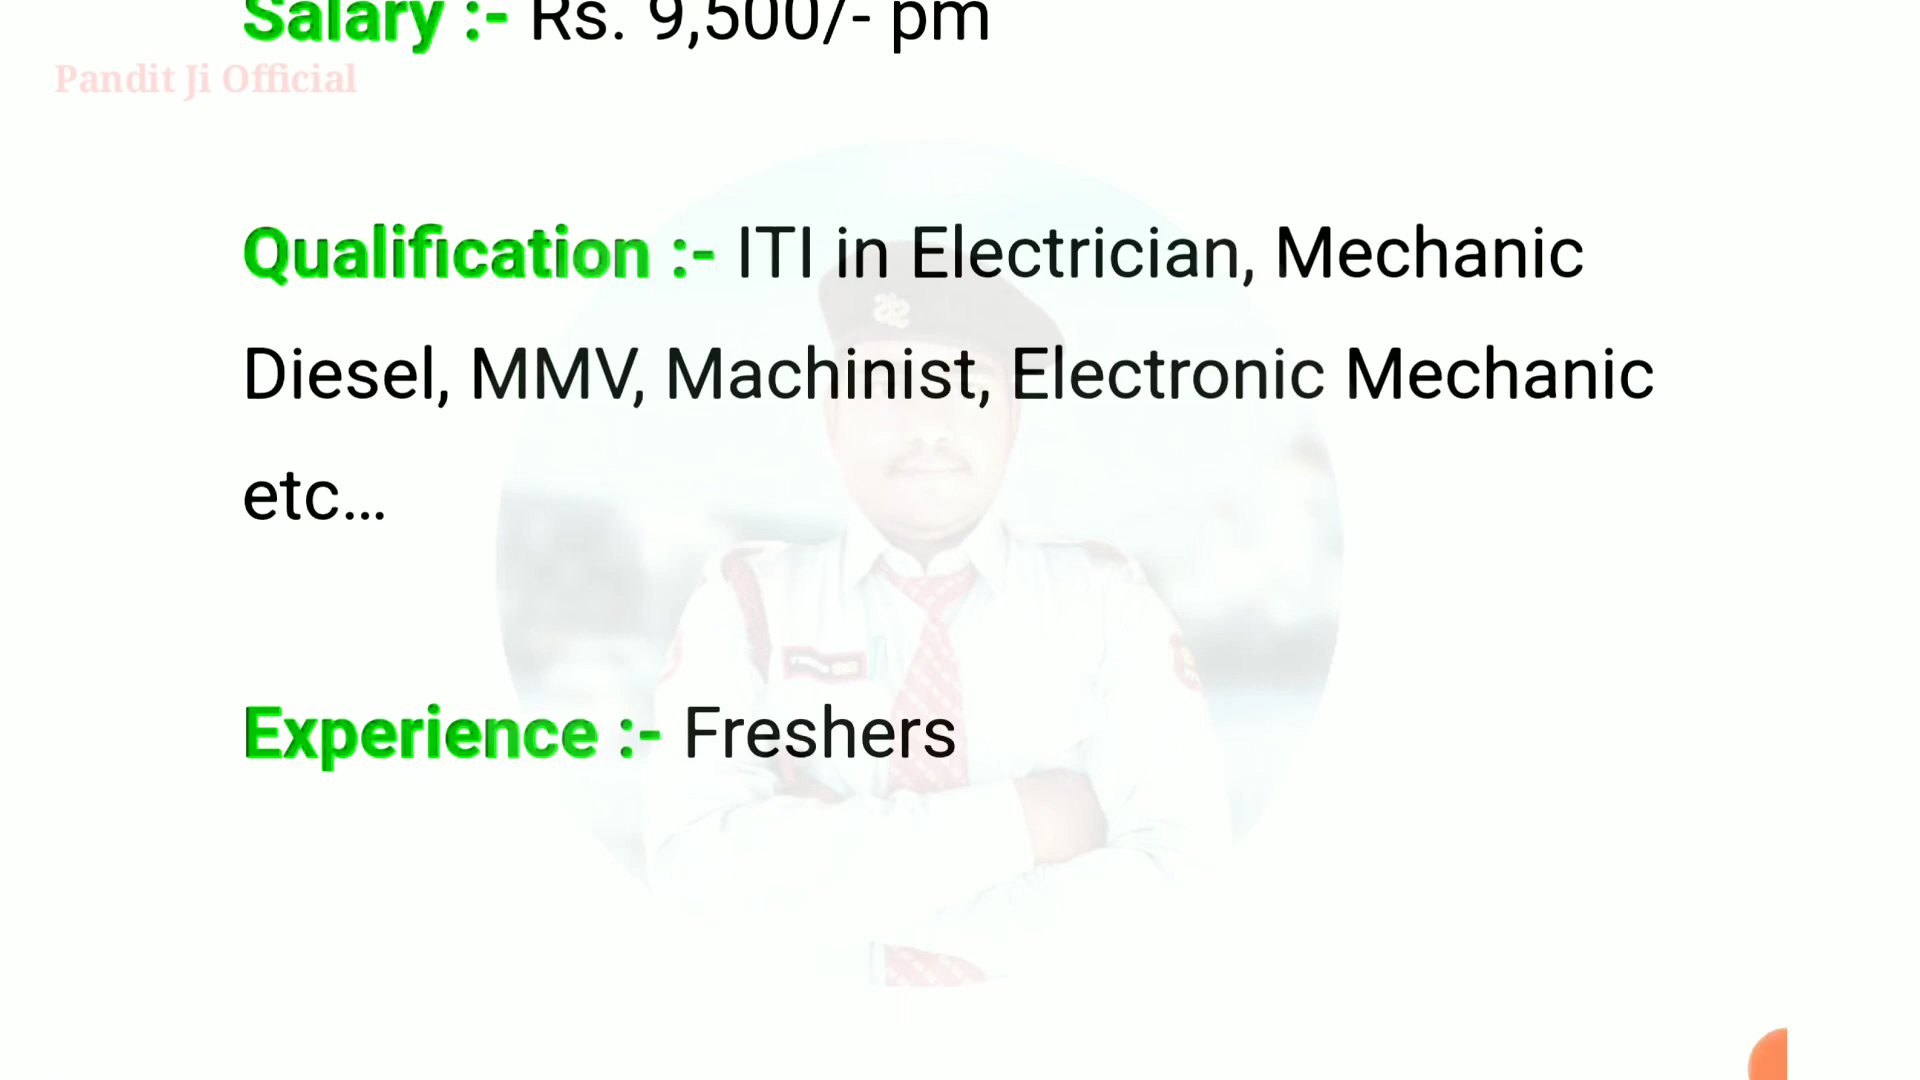 Salary :- Rs. 9,500/- pm
Pandit Ji Official
Qualification :- ITI in Electrician, Mechanic
Diesel, MMV, Machinist, Electronic Mechanic
etc...
Experience :- Freshers